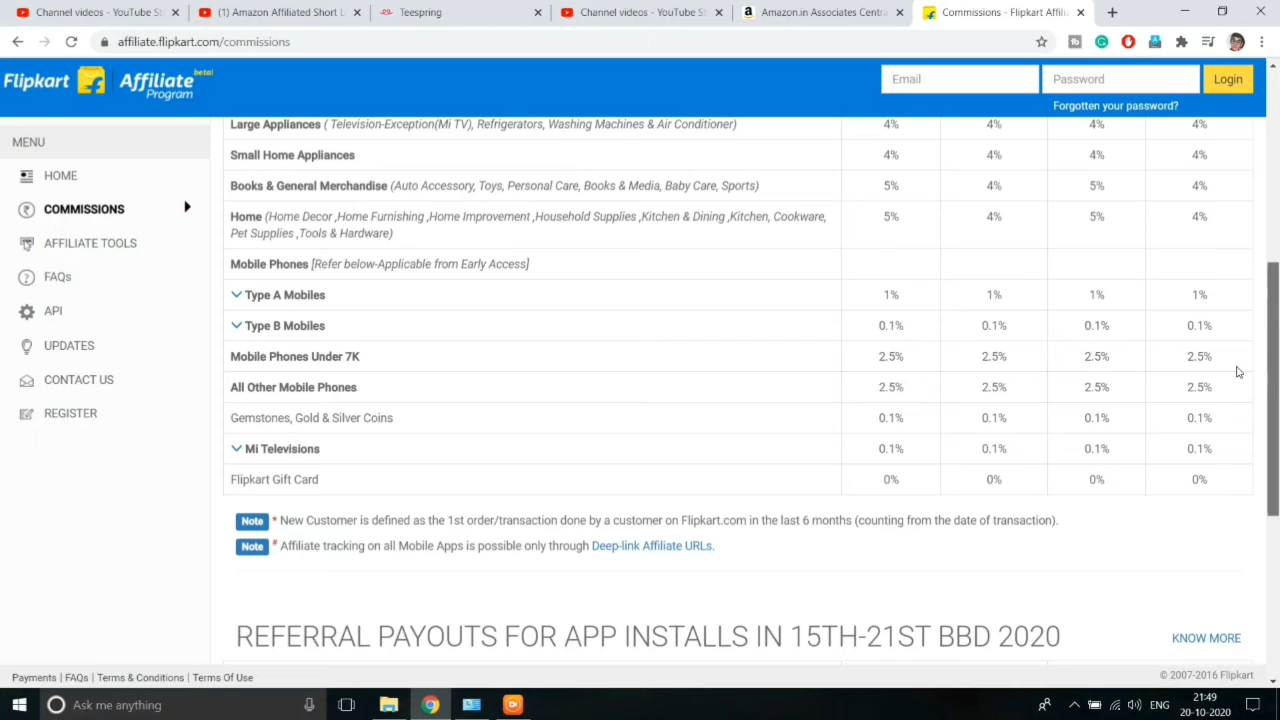 Channel videos - YouTube St
(1) Amazon Affiliated Short L
Teespring
Channel videos - YouTube St
Amazon.in Associates Centra
Commissions - Flipkart Affili
affiliate.flipkart.com/commissions
Flipkart
Affiliate beta!
Program
Email
Password
Login
Forgotten your password?
MENU
HOME
COMMISSIONS
AFFILIATE TOOLS
FAQs
API
UPDATES
CONTACT US
REGISTER
Large Appliances ( Television-Exception(Mi TV), Refrigerators, Washing Machines & Air Conditioner) 4% 4% 4% 4%
Small Home Appliances 4% 4% 4% 4%
Books & General Merchandise (Auto Accessory, Toys, Personal Care, Books & Media, Baby Care, Sports) 5% 4% 5% 4%
Home (Home Decor ,Home Furnishing ,Home Improvement ,Household Supplies ,Kitchen & Dining ,Kitchen, Cookware, 5% 4% 5% 4%
Pet Supplies ,Tools & Hardware)
Mobile Phones [Refer below-Applicable from Early Access]
Type A Mobiles 1% 1% 1% 1%
Type B Mobiles 0.1% 0.1% 0.1% 0.1%
Mobile Phones Under 7K 2.5% 2.5% 2.5% 2.5%
All Other Mobile Phones 2.5% 2.5% 2.5% 2.5%
Gemstones, Gold & Silver Coins 0.1% 0.1% 0.1% 0.1%
Mi Televisions 0.1% 0.1% 0.1% 0.1%
Flipkart Gift Card 0% 0% 0% 0%
Note * New Customer is defined as the 1st order/transaction done by a customer on Flipkart.com in the last 6 months (counting from the date of transaction).
Note * Affiliate tracking on all Mobile Apps is possible only through Deep-link Affiliate URLs.
REFERRAL PAYOUTS FOR APP INSTALLS IN 15TH-21ST BBD 2020
KNOW MORE
Payments | FAQs | Terms & Conditions | Terms Of Use
© 2007-2016 Flipkart
Ask me anything
ENG
21:49
20-10-2020